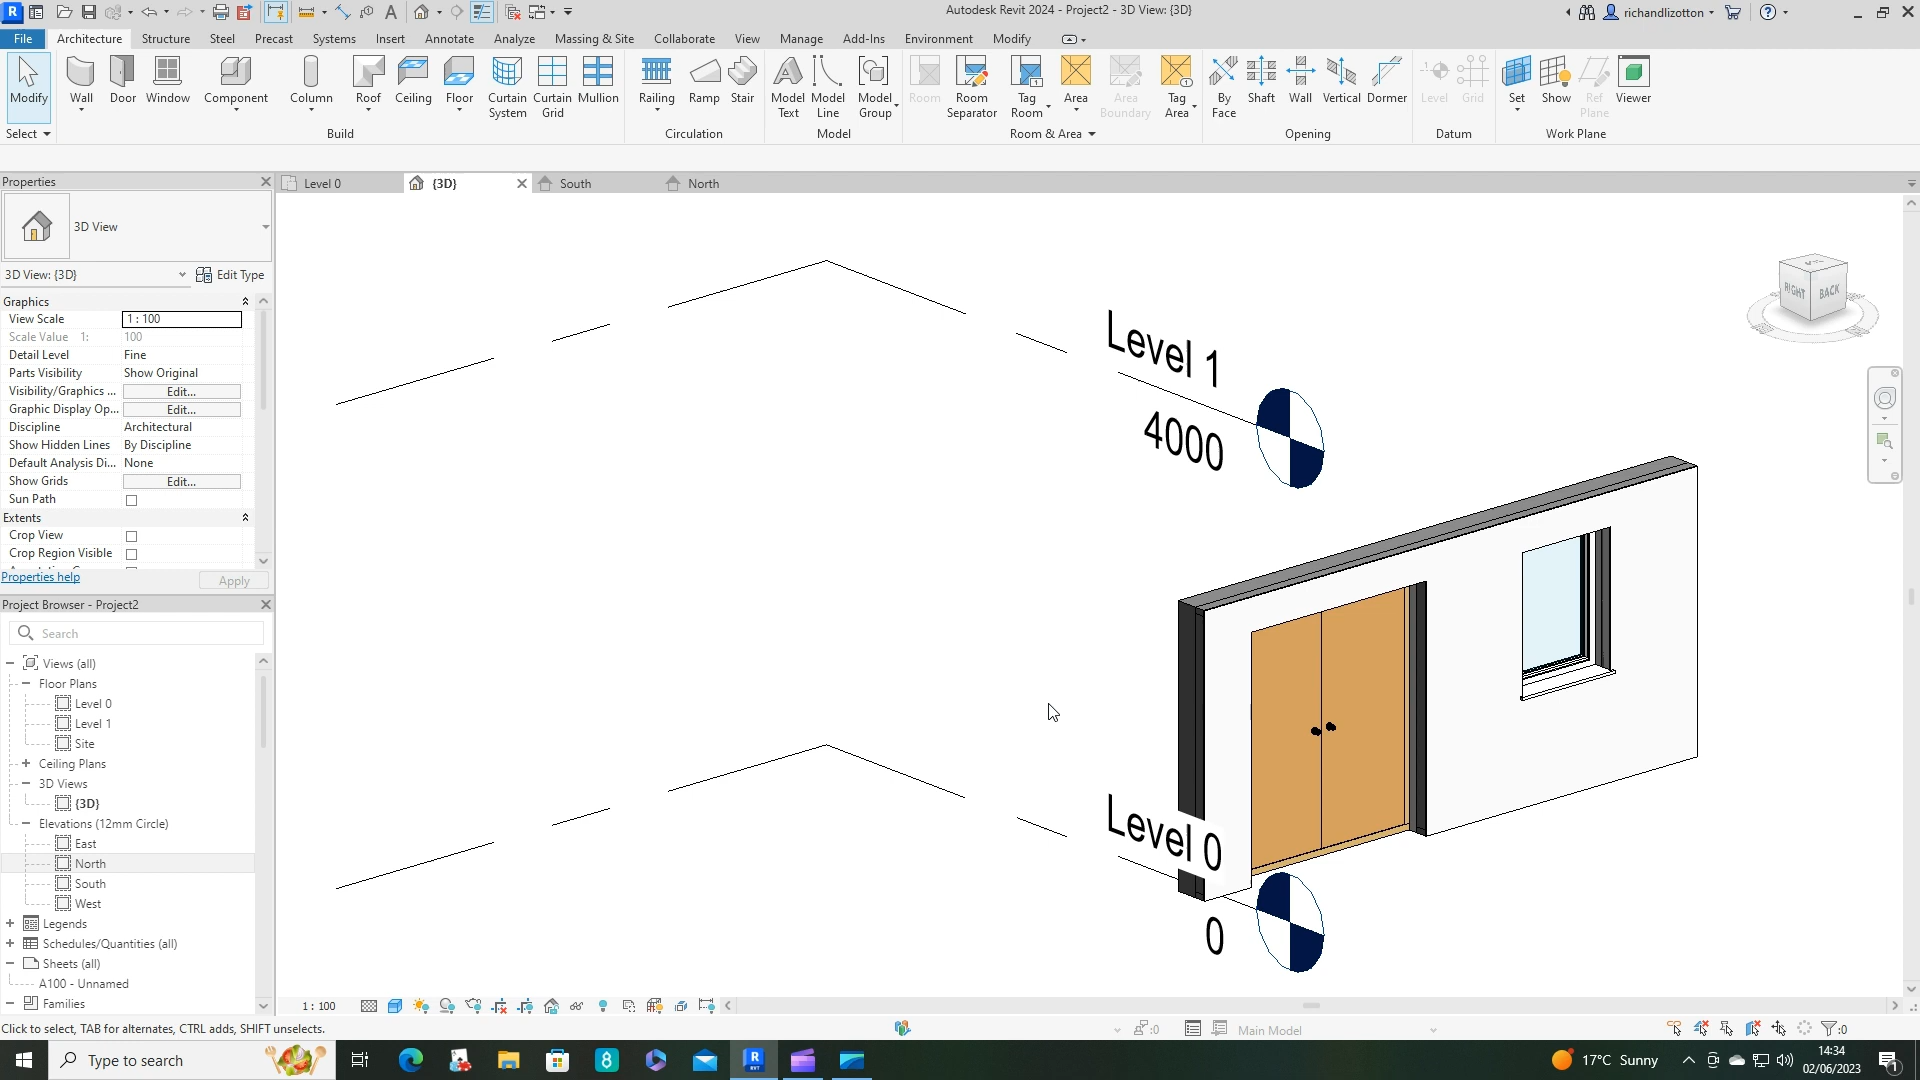 Autodesk Revit 2024 - Project2 - 3D View: {3D}
richandlizotton
File Architecture Structure Steel Precast Systems Insert Annotate Analyze Massing & Site Collaborate View Manage Add-Ins Environment Modify
Modify Wall Door Window Component Column Roof Ceiling Floor Curtain System Curtain Grid Mullion Railing Ramp Stair Model Text Model Line Model Group Room Room Separator Tag Room Area Area Boundary Tag Area By Face Shaft Wall Vertical Dormer Level Grid Set Show Ref Plane Viewer
Select Build Circulation Model Room & Area Opening Datum Work Plane
Properties
Level 0 {3D} South North
3D View
3D View: {3D} Edit Type
Graphics
View Scale 1 : 100
Scale Value 1: 100
Detail Level Fine
Parts Visibility Show Original
Visibility/Graphics ... Edit...
Graphic Display Op... Edit...
Discipline Architectural
Show Hidden Lines By Discipline
Default Analysis Di... None
Show Grids Edit...
Sun Path
Extents
Crop View
Crop Region Visible
Properties help Apply
Project Browser - Project2
Search
Views (all)
Floor Plans
Level 0
Level 1
Site
Ceiling Plans
3D Views
{3D}
Elevations (12mm Circle)
East
North
South
West
Legends
Schedules/Quantities (all)
Sheets (all)
A100 - Unnamed
Families
Level 1
4000
Level 0
0
RIGHT BACK
1 : 100
Click to select, TAB for alternates, CTRL adds, SHIFT unselects.
:0
Main Model
:0
Type to search
17°C Sunny
14:34
02/06/2023